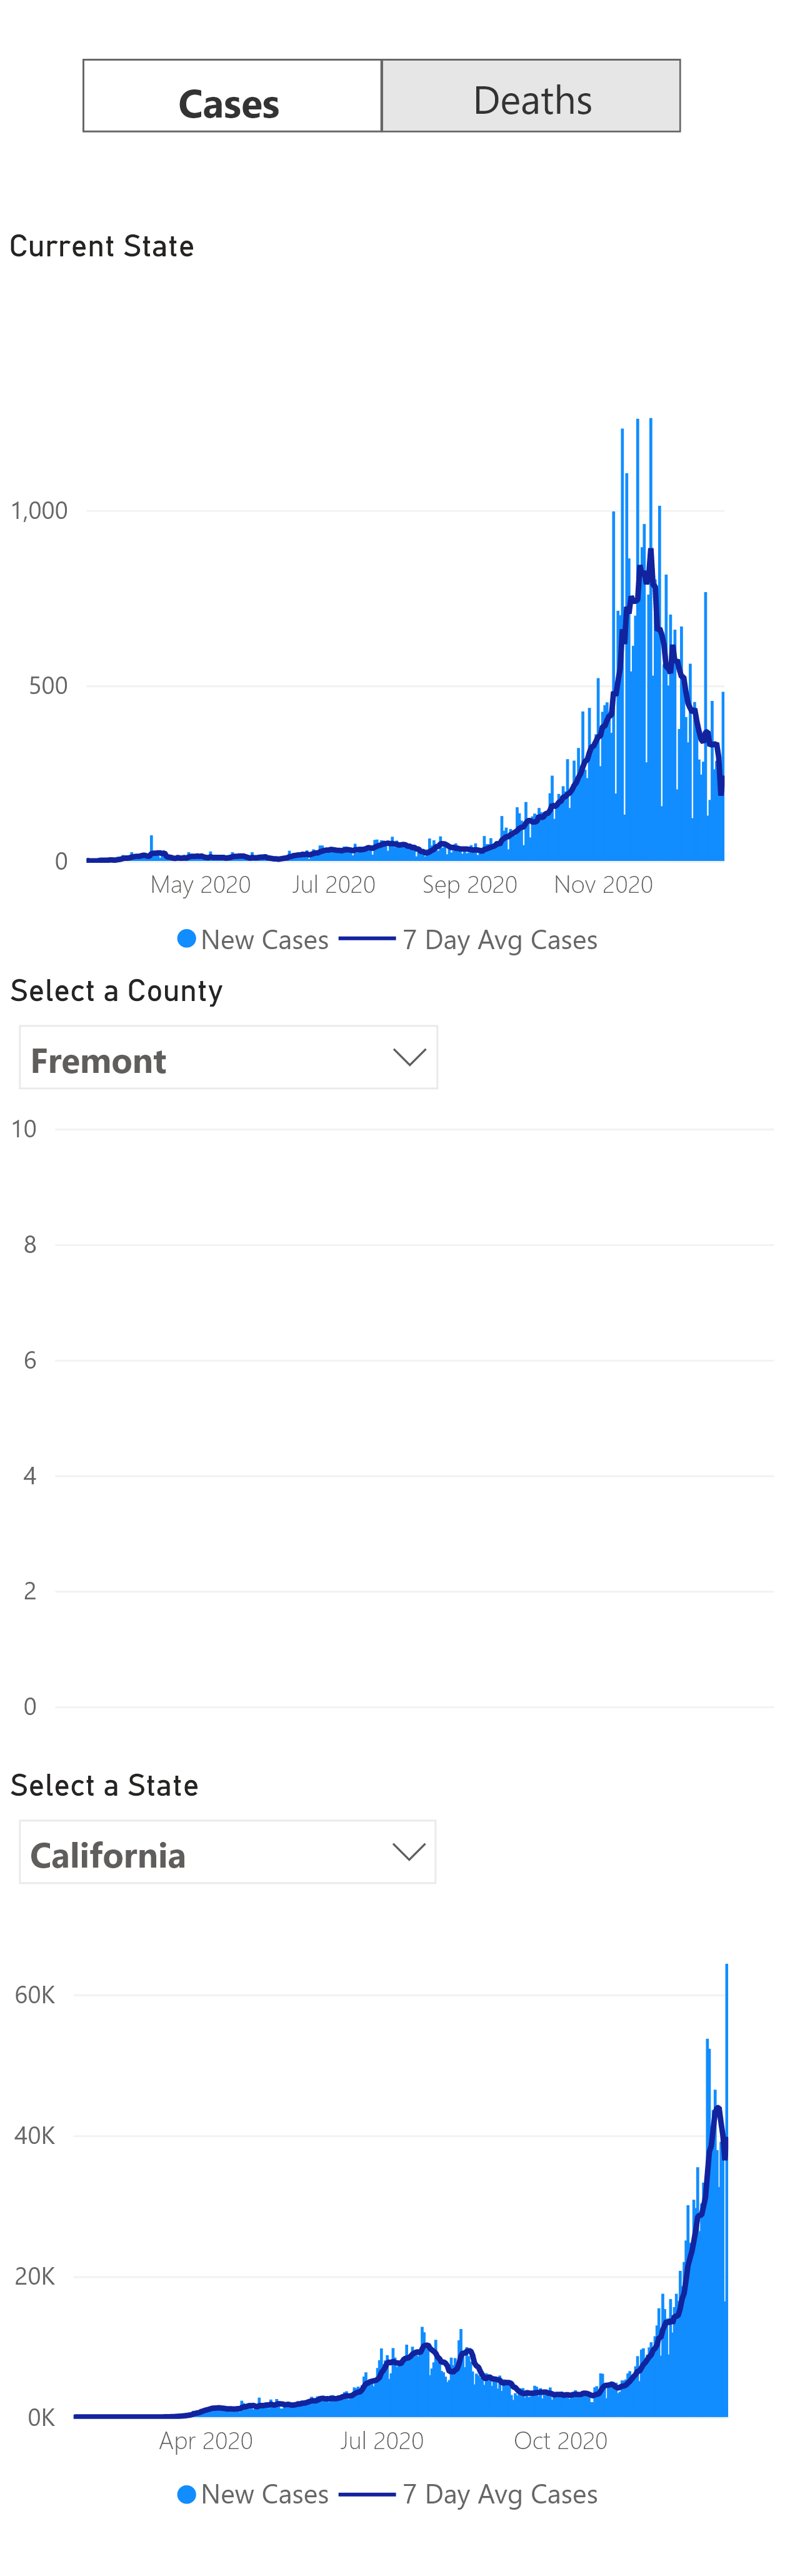 Cases Deaths
Current State
1,000
500
0
May 2020 Jul 2020 Sep 2020 Nov 2020
New Cases 7 Day Avg Cases
Select a County
Fremont
10
8
6
4
2
0
Select a State
California
60K
40K
20K
0K
Apr 2020 Jul 2020 Oct 2020
New Cases 7 Day Avg Cases